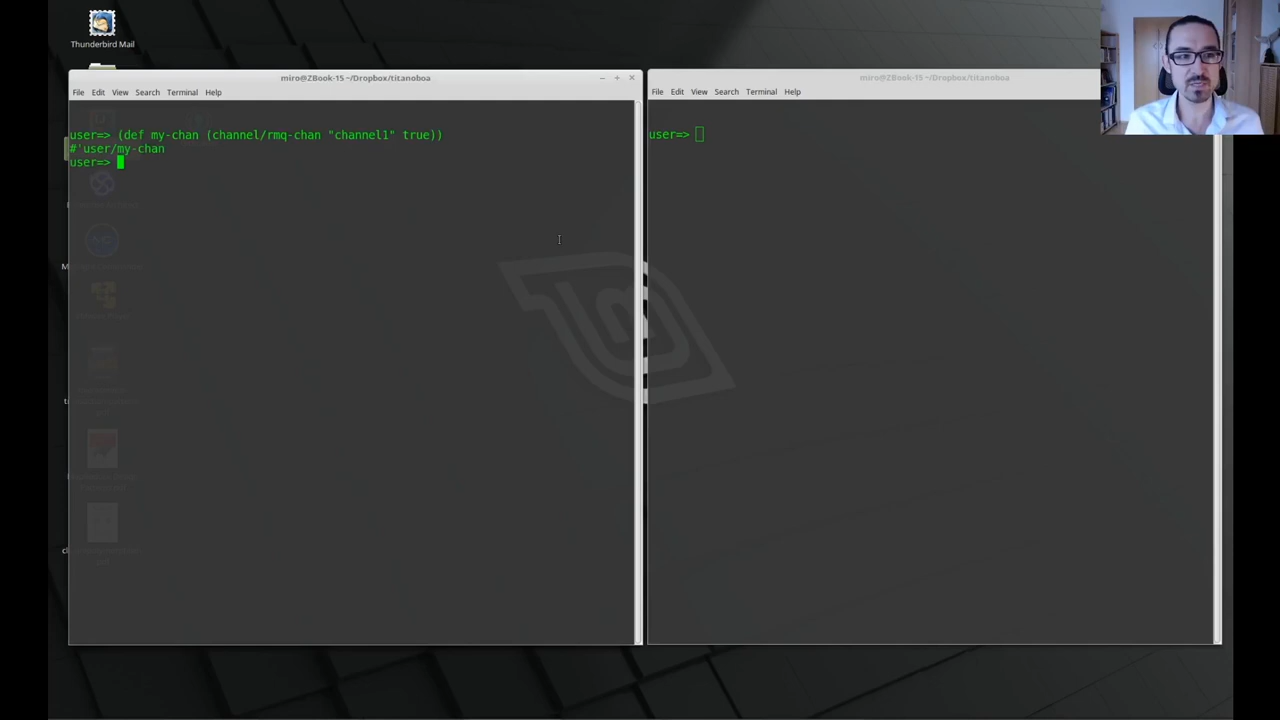 Thunderbird Mail
miro@ZBook-15 ~/Dropbox/titanoboa
File Edit View Search Terminal Help
user=> (def my-chan (channel/rmq-chan "channel1" true))
#'user/my-chan
user=>
miro@ZBook-15 ~/Dropbox/titanoboa
File Edit View Search Terminal Help
user=>